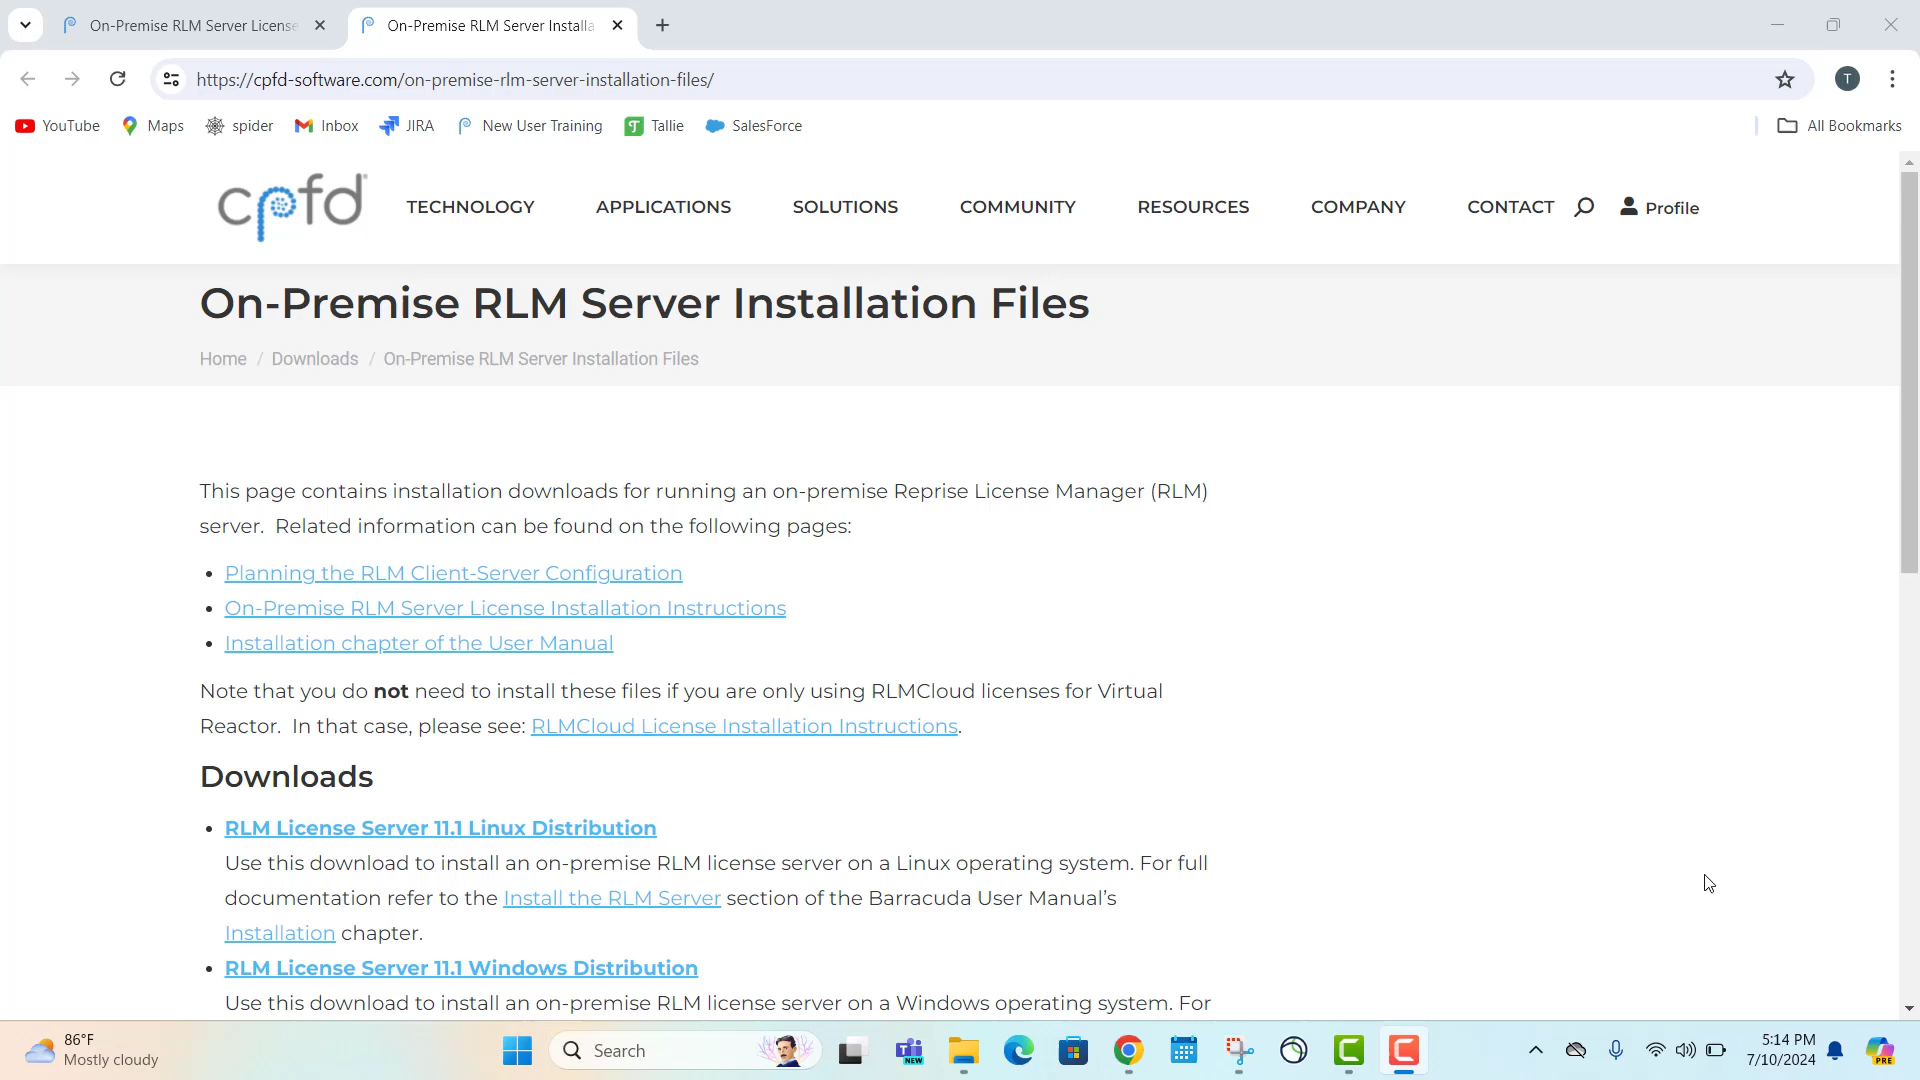 On-Premise RLM Server License
On-Premise RLM Server Installa
https://cpfd-software.com/on-premise-rlm-server-installation-files/
T
YouTube Maps spider Inbox JIRA New User Training Tallie SalesForce All Bookmarks
cpfd TECHNOLOGY APPLICATIONS SOLUTIONS COMMUNITY RESOURCES COMPANY CONTACT Profile
On-Premise RLM Server Installation Files
Home / Downloads / On-Premise RLM Server Installation Files
This page contains installation downloads for running an on-premise Reprise License Manager (RLM)
server. Related information can be found on the following pages:
• Planning the RLM Client-Server Configuration
• On-Premise RLM Server License Installation Instructions
• Installation chapter of the User Manual
Note that you do not need to install these files if you are only using RLMCloud licenses for Virtual
Reactor. In that case, please see: RLMCloud License Installation Instructions.
Downloads
• RLM License Server 11.1 Linux Distribution
Use this download to install an on-premise RLM license server on a Linux operating system. For full
documentation refer to the Install the RLM Server section of the Barracuda User Manual’s
Installation chapter.
• RLM License Server 11.1 Windows Distribution
Use this download to install an on-premise RLM license server on a Windows operating system. For
86°F
Mostly cloudy
Search
NEW
5:14 PM
7/10/2024
PRE